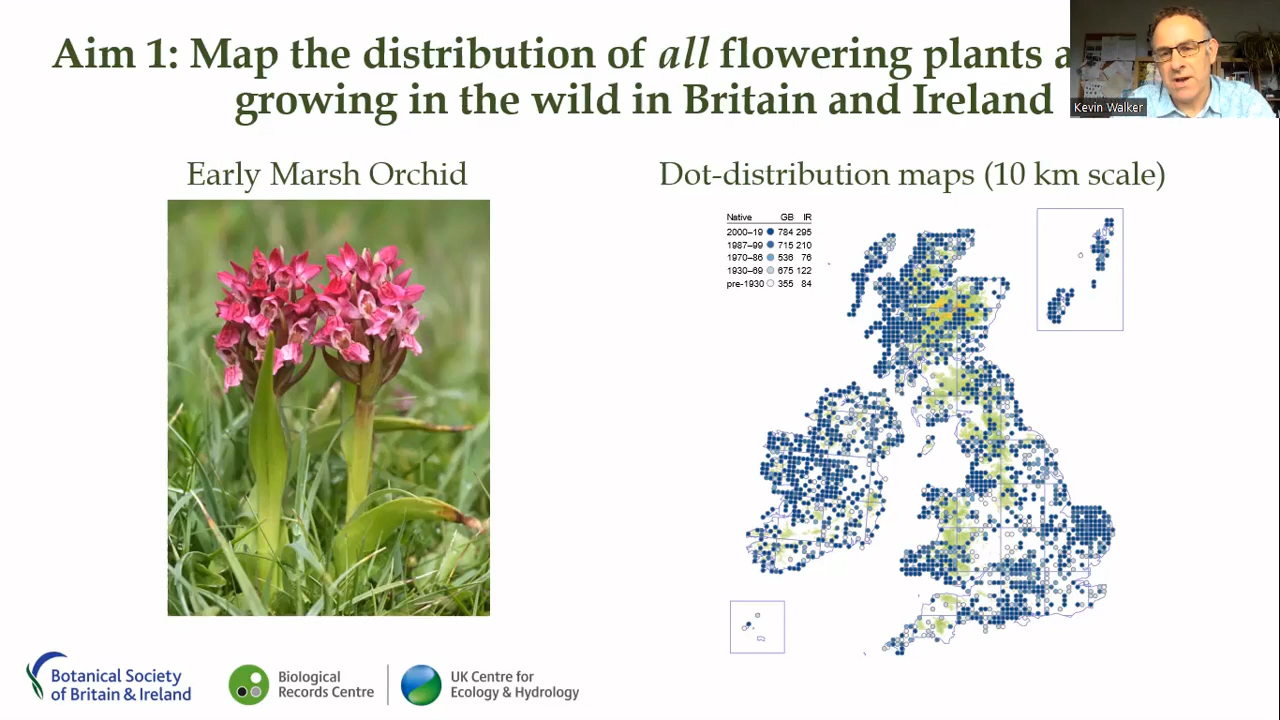 Aim 1: Map the distribution of all flowering plants
growing in the wild in Britain and Ireland
Kevin Walker
Early Marsh Orchid
Dot-distribution maps (10 km scale)
Native GB IR
2000–19 784 295
1987–99 715 210
1970–86 536 76
1930–69 675 122
pre-1930 355 84
Botanical Society
of Britain & Ireland
Biological
Records Centre
UK Centre for
Ecology & Hydrology